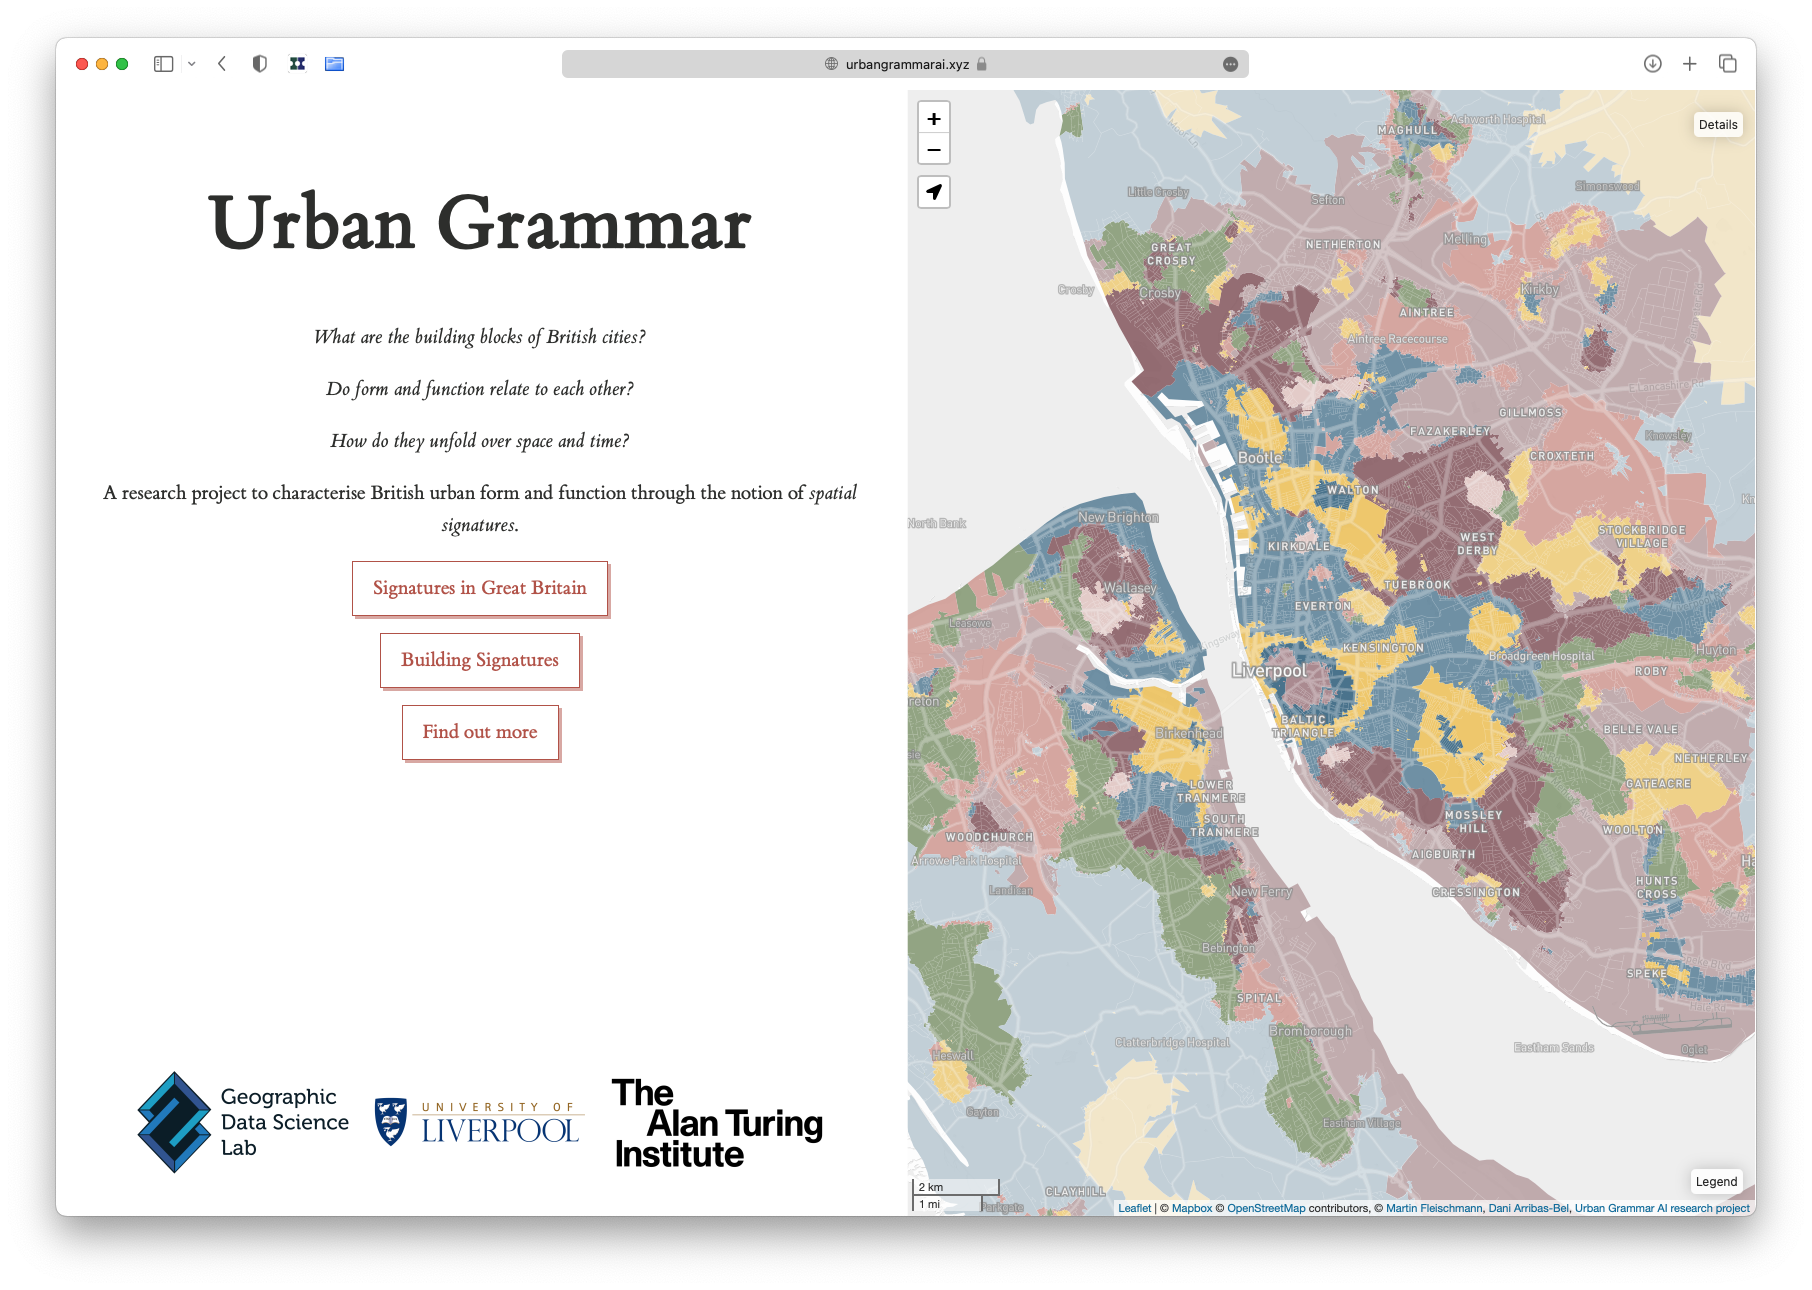 urbangrammarai.xyz
Urban Grammar
What are the building blocks of British cities?
Do form and function relate to each other?
How do they unfold over space and time?
A research project to characterise British urban form and function through the notion of spatial
signatures.
Signatures in Great Britain
Building Signatures
Find out more
Geographic
Data Science
Lab
UNIVERSITY OF
LIVERPOOL
The
Alan Turing
Institute
+
−
Details
MAGHULL
Ashworth Hospital
Simonswood
Little Crosby
Sefton
GREAT
CROSBY
NETHERTON
Melling
Crosby
Crosby
Kirkby
AINTREE
Aintree Racecourse
E Lancashire Rd
GILLMOSS
FAZAKERLEY
Knowsley
CROXTETH
Bootle
WALTON
North Bank
New Brighton
STOCKBRIDGE
VILLAGE
WEST
DERBY
KIRKDALE
Wallasey
TUEBROOK
EVERTON
Leasowe
Kingsway
KENSINGTON
Broadgreen Hospital
Huyton
Liverpool
ROBY
reton
BALTIC
TRIANGLE
BELLE VALE
Birkenhead
NETHERLEY
GATEACRE
LOWER
TRANMERE
SOUTH
TRANMERE
MOSSLEY
HILL
WOOLTON
WOODCHURCH
AIGBURTH
Arrowe Park Hospital
Ha
Landican
New Ferry
CRESSINGTON
HUNTS
CROSS
Bebington
SPEKE
SPITAL
Bromborough
Clatterbridge Hospital
Eastham Sands
Oglet
Heswall
Gayton
Eastham Village
CLAYHILL
Parkgate
2 km
1 mi
Legend
Leaflet | © Mapbox © OpenStreetMap contributors, © Martin Fleischmann, Dani Arribas-Bel, Urban Grammar AI research project